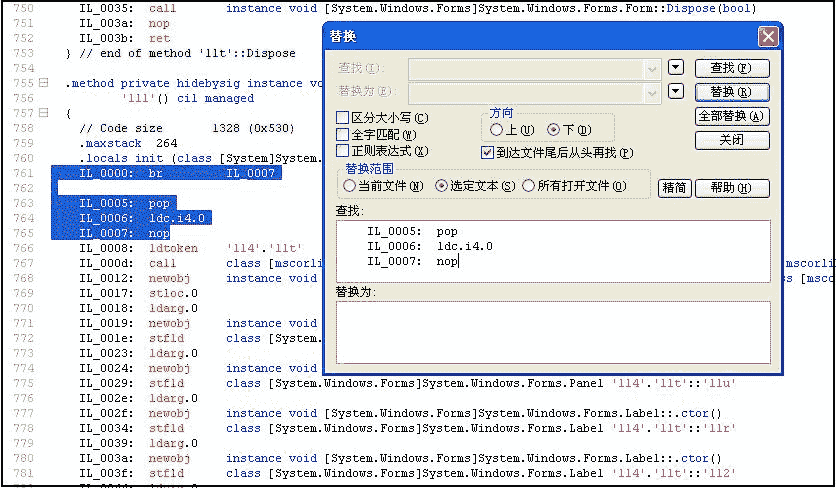 750 IL_0035: call instance void [System.Windows.Forms]System.Windows.Forms.Form::Dispose(bool)
751 IL_003a: nop
752 IL_003b: ret
753 } // end of method 'llt'::Dispose
754
755 .method private hidebysig instance vo
756 'lll'() cil managed
757 {
758 // Code size 1328 (0x530)
759 .maxstack 264
760 .locals init (class [System]System.
761 IL_0000: br IL_0007
762
763 IL_0005: pop
764 IL_0006: ldc.i4.0
765 IL_0007: nop
766 IL_0008: ldtoken 'll4'.'llt'
767 IL_000d: call class [mscorli
768 IL_0012: newobj instance void
769 IL_0017: stloc.0
770 IL_0018: ldarg.0
771 IL_0019: newobj instance void
772 IL_001e: stfld class [System.
773 IL_0023: ldarg.0
774 IL_0024: newobj instance void
775 IL_0029: stfld class [System.Windows.Forms]System.Windows.Forms.Panel 'll4'.'llt'::'llu'
776 IL_002e: ldarg.0
777 IL_002f: newobj instance void [System.Windows.Forms]System.Windows.Forms.Label::.ctor()
778 IL_0034: stfld class [System.Windows.Forms]System.Windows.Forms.Label 'll4'.'llt'::'llr'
779 IL_0039: ldarg.0
780 IL_003a: newobj instance void [System.Windows.Forms]System.Windows.Forms.Label::.ctor()
781 IL_003f: stfld class [System.Windows.Forms]System.Windows.Forms.Label 'll4'.'llt'::'ll2'
mscorli
[msco
替换
查找(I):
查找(F)
替换为(E):
替换(R)
区分大小写(C)
全字匹配(W)
正则表达式(X)
方向
上(U) 下(D)
到达文件尾后从头再找(P)
全部替换(A)
关闭
替换范围
当前文件(N) 选定文本(S) 所有打开文件(O)
精简 帮助(H)
查找:
IL_0005: pop
IL_0006: ldc.i4.0
IL_0007: nop
替换为: